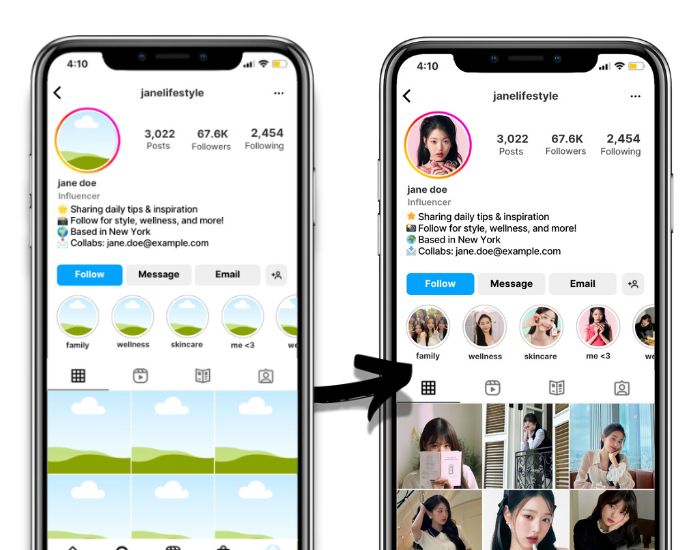 4:10
janelifestyle
3,022 67.6K 2,454
Posts Followers Following
jane doe
Influencer
🌟 Sharing daily tips & inspiration
📸 Follow for style, wellness, and more!
🌍 Based in New York
📩 Collabs: jane.doe@example.com
Follow Message Email
family wellness skincare me <3 we
4:10
janelifestyle
3,022 67.6K 2,454
Posts Followers Following
jane doe
Influencer
🌟 Sharing daily tips & inspiration
📸 Follow for style, wellness, and more!
🌍 Based in New York
📩 Collabs: jane.doe@example.com
Follow Message Email
family wellness skincare me <3 we